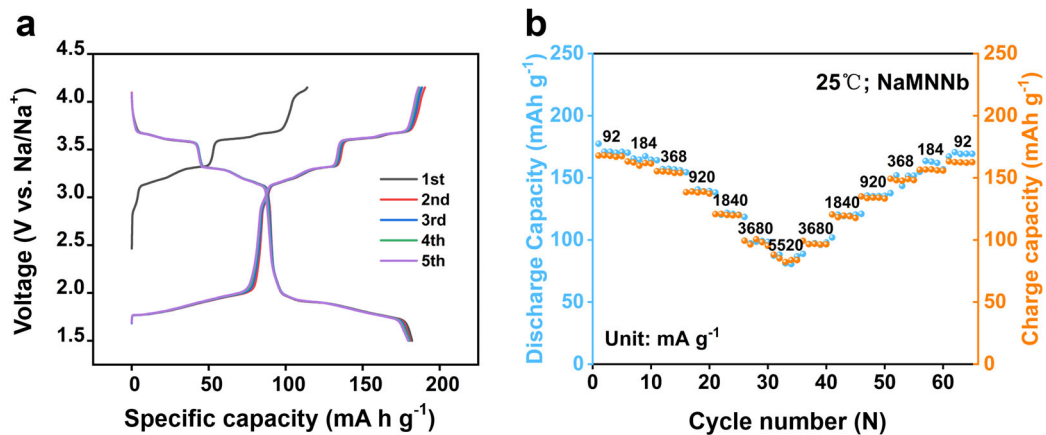 a
4.5
4.0
3.5
3.0
2.5
2.0
1.5
Voltage (V vs. Na/Na⁺)
1st
2nd
3rd
4th
5th
0 50 100 150 200
Specific capacity (mA h g⁻¹)
b
250
200
150
100
50
0
Discharge Capacity (mAh g⁻¹)
25℃; NaMNNb
92 184 368 920 1840 3680 5520 3680 1840 920 368 184 92
Unit: mA g⁻¹
0 10 20 30 40 50 60
Cycle number (N)
250
200
150
100
50
0
Charge capacity (mAh g⁻¹)